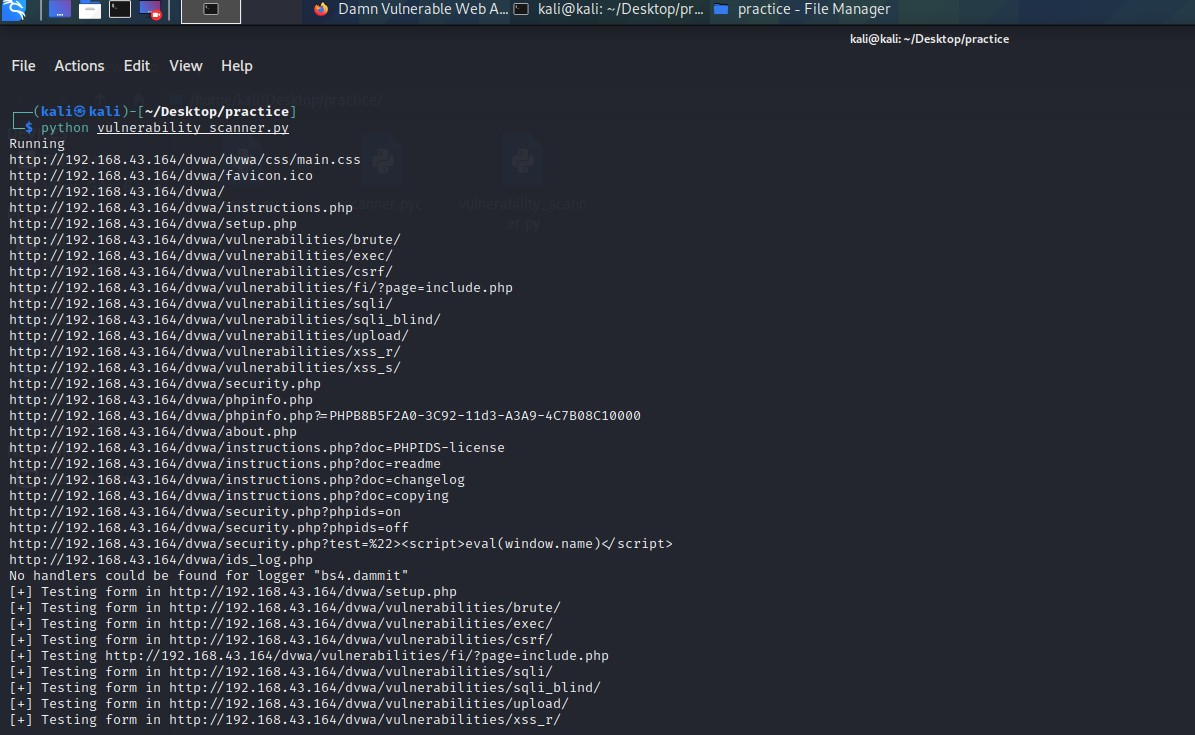 Damn Vulnerable Web A... kali@kali: ~/Desktop/pr... practice - File Manager
kali@kali: ~/Desktop/practice
File Actions Edit View Help
(kali㉿kali)-[~/Desktop/practice]
$ python vulnerability_scanner.py
Running
http://192.168.43.164/dvwa/dvwa/css/main.css
http://192.168.43.164/dvwa/favicon.ico
http://192.168.43.164/dvwa/
http://192.168.43.164/dvwa/instructions.php
http://192.168.43.164/dvwa/setup.php
http://192.168.43.164/dvwa/vulnerabilities/brute/
http://192.168.43.164/dvwa/vulnerabilities/exec/
http://192.168.43.164/dvwa/vulnerabilities/csrf/
http://192.168.43.164/dvwa/vulnerabilities/fi/?page=include.php
http://192.168.43.164/dvwa/vulnerabilities/sqli/
http://192.168.43.164/dvwa/vulnerabilities/sqli_blind/
http://192.168.43.164/dvwa/vulnerabilities/upload/
http://192.168.43.164/dvwa/vulnerabilities/xss_r/
http://192.168.43.164/dvwa/vulnerabilities/xss_s/
http://192.168.43.164/dvwa/security.php
http://192.168.43.164/dvwa/phpinfo.php
http://192.168.43.164/dvwa/phpinfo.php?=PHPB8B5F2A0-3C92-11d3-A3A9-4C7B08C10000
http://192.168.43.164/dvwa/about.php
http://192.168.43.164/dvwa/instructions.php?doc=PHPIDS-license
http://192.168.43.164/dvwa/instructions.php?doc=readme
http://192.168.43.164/dvwa/instructions.php?doc=changelog
http://192.168.43.164/dvwa/instructions.php?doc=copying
http://192.168.43.164/dvwa/security.php?phpids=on
http://192.168.43.164/dvwa/security.php?phpids=off
http://192.168.43.164/dvwa/security.php?test=%22><script>eval(window.name)</script>
http://192.168.43.164/dvwa/ids_log.php
No handlers could be found for logger "bs4.dammit"
[+] Testing form in http://192.168.43.164/dvwa/setup.php
[+] Testing form in http://192.168.43.164/dvwa/vulnerabilities/brute/
[+] Testing form in http://192.168.43.164/dvwa/vulnerabilities/exec/
[+] Testing form in http://192.168.43.164/dvwa/vulnerabilities/csrf/
[+] Testing http://192.168.43.164/dvwa/vulnerabilities/fi/?page=include.php
[+] Testing form in http://192.168.43.164/dvwa/vulnerabilities/sqli/
[+] Testing form in http://192.168.43.164/dvwa/vulnerabilities/sqli_blind/
[+] Testing form in http://192.168.43.164/dvwa/vulnerabilities/upload/
[+] Testing form in http://192.168.43.164/dvwa/vulnerabilities/xss_r/